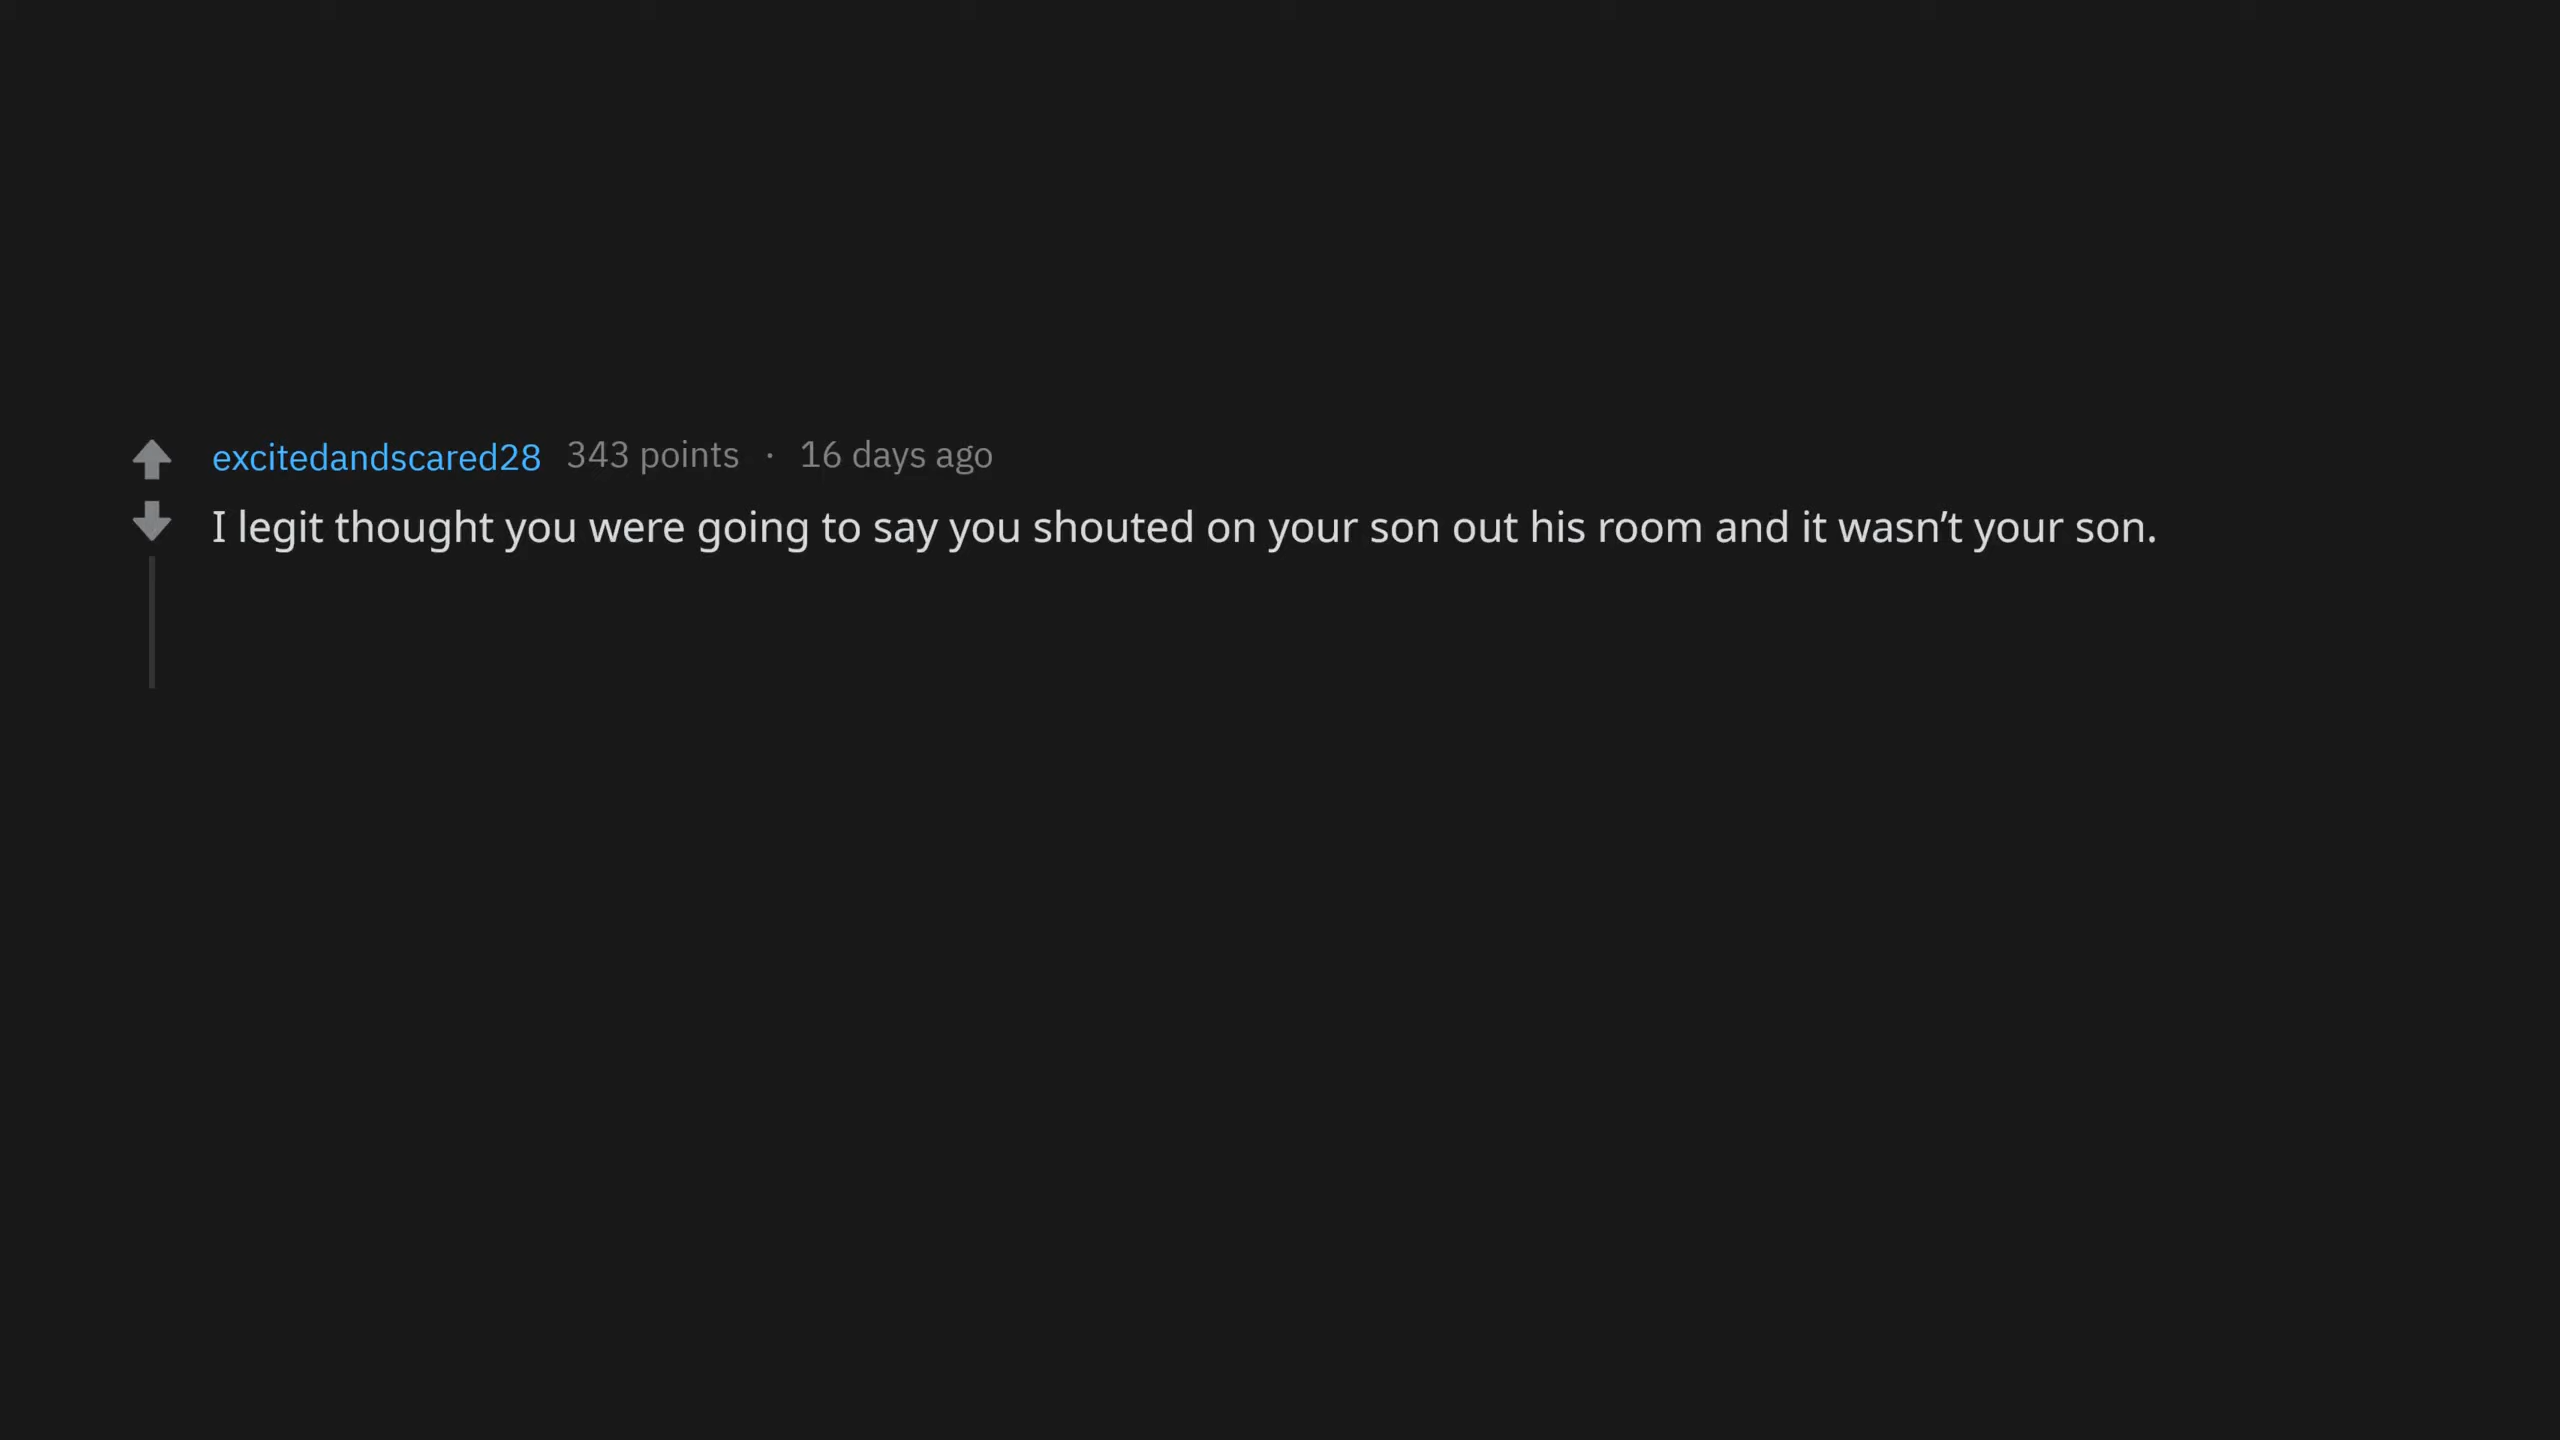 excitedandscared28 343 points · 16 days ago
I legit thought you were going to say you shouted on your son out his room and it wasn’t your son.